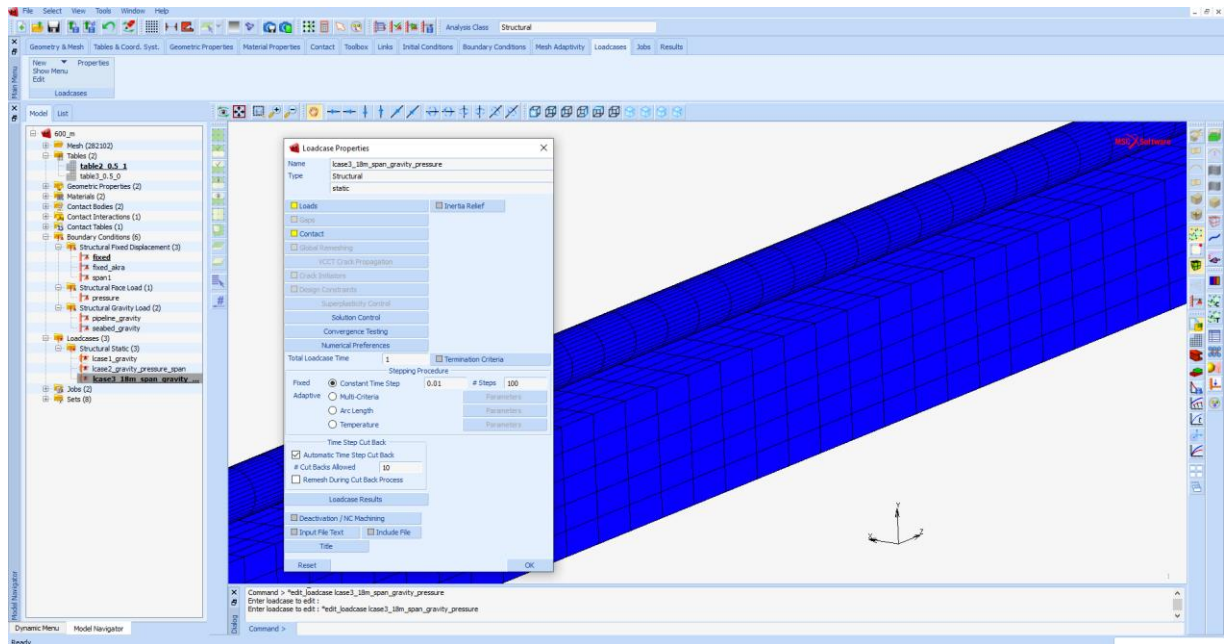 File Select View Tools Window Help
Analysis Class Structural
Geometry & Mesh Tables & Coord. Syst. Geometric Properties Material Properties Contact Toolbox Links Initial Conditions Boundary Conditions Mesh Adaptivity Loadcases Jobs Results
Main Menu
New Properties
Show Menu
Edit
Loadcases
Model List
600_m
Mesh (282102)
Tables (2)
table2_0.5_1
table3_0.5_0
Geometric Properties (2)
Materials (2)
Contact Bodies (2)
Contact Interactions (1)
Contact Tables (1)
Boundary Conditions (6)
Structural Fixed Displacement (3)
fixed
fixed_akra
span1
Structural Face Load (1)
pressure
Structural Gravity Load (2)
pipeline_gravity
seabed_gravity
Loadcases (3)
Structural Static (3)
lcase1_gravity
lcase2_gravity_pressure_span
lcase3_18m_span_gravity_...
Jobs (2)
Sets (8)
Model Navigator
Dynamic Menu Model Navigator
Ready
Loadcase Properties
Name lcase3_18m_span_gravity_pressure
Type Structural
static
Loads Inertia Relief
Gaps
Contact
Global Remeshing
VCCT Crack Propagation
Crack Initiators
Design Constraints
Superplasticity Control
Solution Control
Convergence Testing
Numerical Preferences
Total Loadcase Time 1 Termination Criteria
Stepping Procedure
Fixed Constant Time Step 0.01 # Steps 100
Adaptive Multi-Criteria Parameters
Arc Length Parameters
Temperature Parameters
Time Step Cut Back
Automatic Time Step Cut Back
# Cut Backs Allowed 10
Remesh During Cut Back Process
Loadcase Results
Deactivation / NC Machining
Input File Text Include File
Title
Reset OK
MSC Software
Y
X Z
1
Dialog
Command > *edit_loadcase lcase3_18m_span_gravity_pressure
Enter loadcase to edit :
Enter loadcase to edit : *edit_loadcase lcase3_18m_span_gravity_pressure
Command >